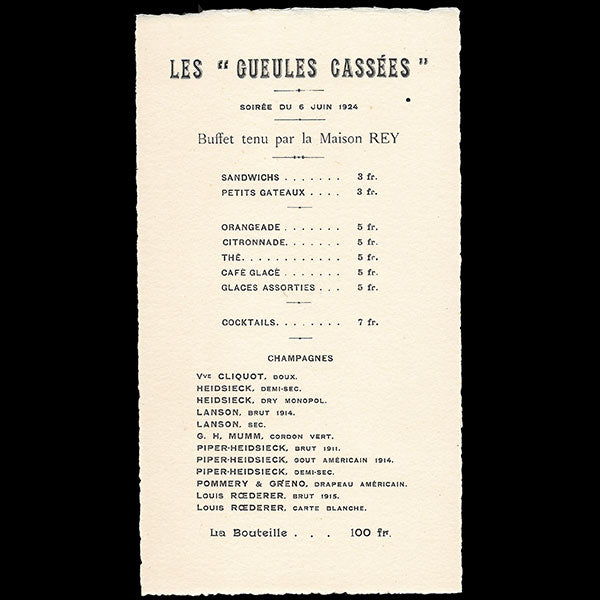 LES "GUEULES CASSÉES"
SOIRÉE DU 6 JUIN 1924
Buffet tenu par la Maison REY
SANDWICHS . . . . . . . 3 fr.
PETITS GATEAUX . . . . 3 fr.
ORANGEADE . . . . . . . 5 fr.
CITRONNADE. . . . . . . 5 fr.
THÉ. . . . . . . . . . . . 5 fr.
CAFÉ GLACÉ . . . . . . . 5 fr.
GLACES ASSORTIES . . . 5 fr.
COCKTAILS. . . . . . . . 7 fr.
CHAMPAGNES
Vve CLIQUOT, DOUX.
HEIDSIECK, DEMI-SEC.
HEIDSIECK, DRY MONOPOL.
LANSON, BRUT 1914.
LANSON, SEC.
G. H. MUMM, CORDON VERT.
PIPER-HEIDSIECK, BRUT 1911.
PIPER-HEIDSIECK, GOUT AMÉRICAIN 1914.
PIPER-HEIDSIECK, DEMI-SEC.
POMMERY & GRENO, DRAPEAU AMÉRICAIN.
LOUIS RŒDERER, BRUT 1915.
LOUIS RŒDERER, CARTE BLANCHE.
La Bouteille . . . 100 fr.